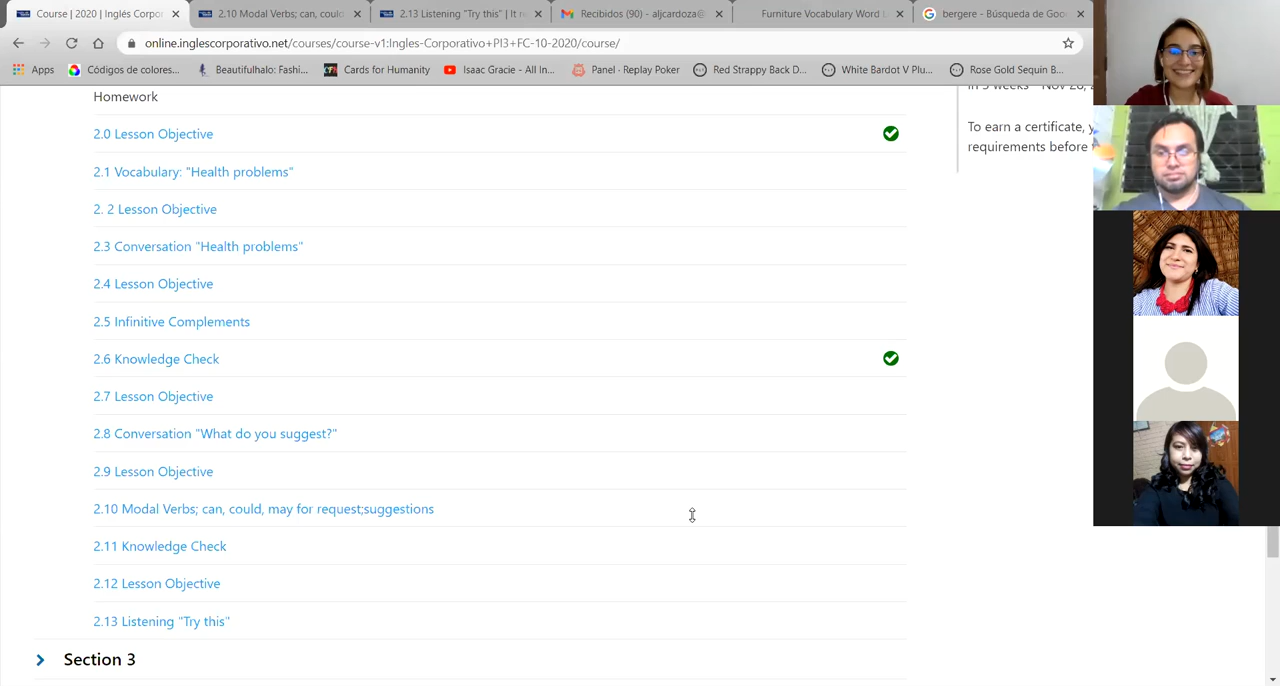 Course | 2020 | Inglés Corpo
2.10 Modal Verbs; can, could
2.13 Listening "Try this" | It r
Recibidos (90) - aljcardoza@
Furniture Vocabulary Word L
bergere - Búsqueda de Goo
online.inglescorporativo.net/courses/course-v1:Ingles-Corporativo+PI3+FC-10-2020/course/
Apps
Códigos de colores...
Beautifulhalo: Fashi...
Cards for Humanity
Isaac Gracie - All In...
Panel · Replay Poker
Red Strappy Back D...
White Bardot V Plu...
Rose Gold Sequin B...
Homework
2.0 Lesson Objective
2.1 Vocabulary: "Health problems"
2. 2 Lesson Objective
2.3 Conversation "Health problems"
2.4 Lesson Objective
2.5 Infinitive Complements
2.6 Knowledge Check
2.7 Lesson Objective
2.8 Conversation "What do you suggest?"
2.9 Lesson Objective
2.10 Modal Verbs; can, could, may for request;suggestions
2.11 Knowledge Check
2.12 Lesson Objective
2.13 Listening "Try this"
Section 3
in 3 weeks - Nov 28, 2
To earn a certificate, y
requirements before